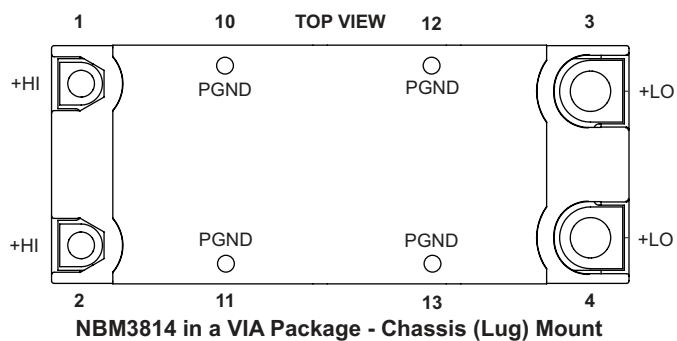 1 10 TOP VIEW 12 3
+HI PGND PGND +LO
+HI PGND PGND +LO
2 11 13 4
NBM3814 in a VIA Package - Chassis (Lug) Mount